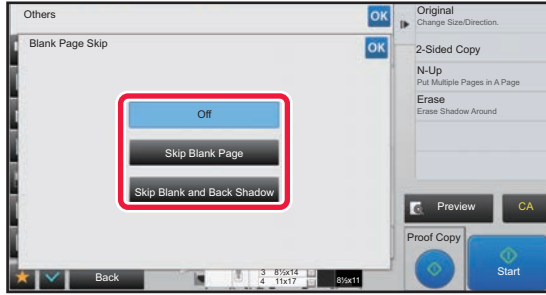 Others
OK
Blank Page Skip
OK
Off
Skip Blank Page
Skip Blank and Back Shadow
Back
3 8½x14
4 11x17
8½x11
Original
Change Size/Direction.
2-Sided Copy
N-Up
Put Multiple Pages in A Page
Erase
Erase Shadow Around
Preview
CA
Proof Copy
Start